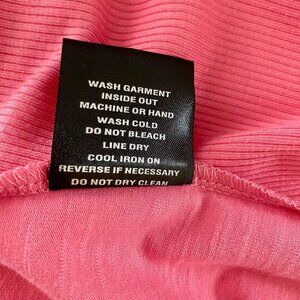 WASH GARMENT
INSIDE OUT
MACHINE OR HAND
WASH COLD
DO NOT BLEACH
LINE DRY
COOL IRON ON
REVERSE IF NECESSARY
DO NOT DRY CLEAN